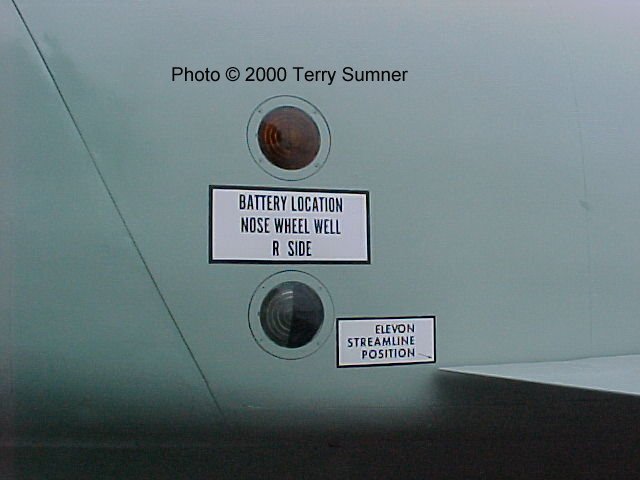 Photo © 2000 Terry Sumner
BATTERY LOCATION
NOSE WHEEL WELL
R SIDE
ELEVON
STREAMLINE
POSITION